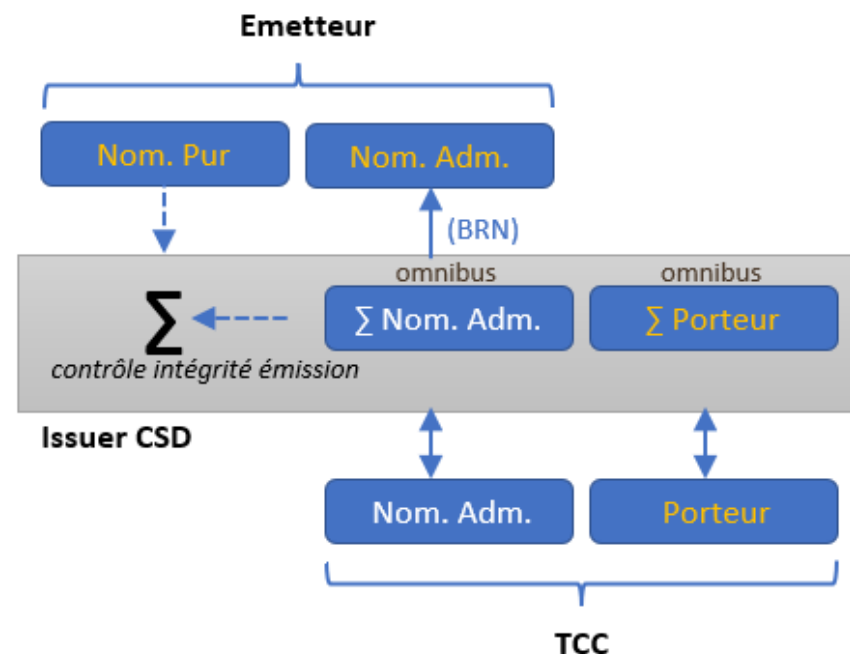 Emetteur
Nom. Pur
Nom. Adm.
(BRN)
omnibus
omnibus
∑
∑ Nom. Adm.
∑ Porteur
contrôle intégrité émission
Issuer CSD
Nom. Adm.
Porteur
TCC